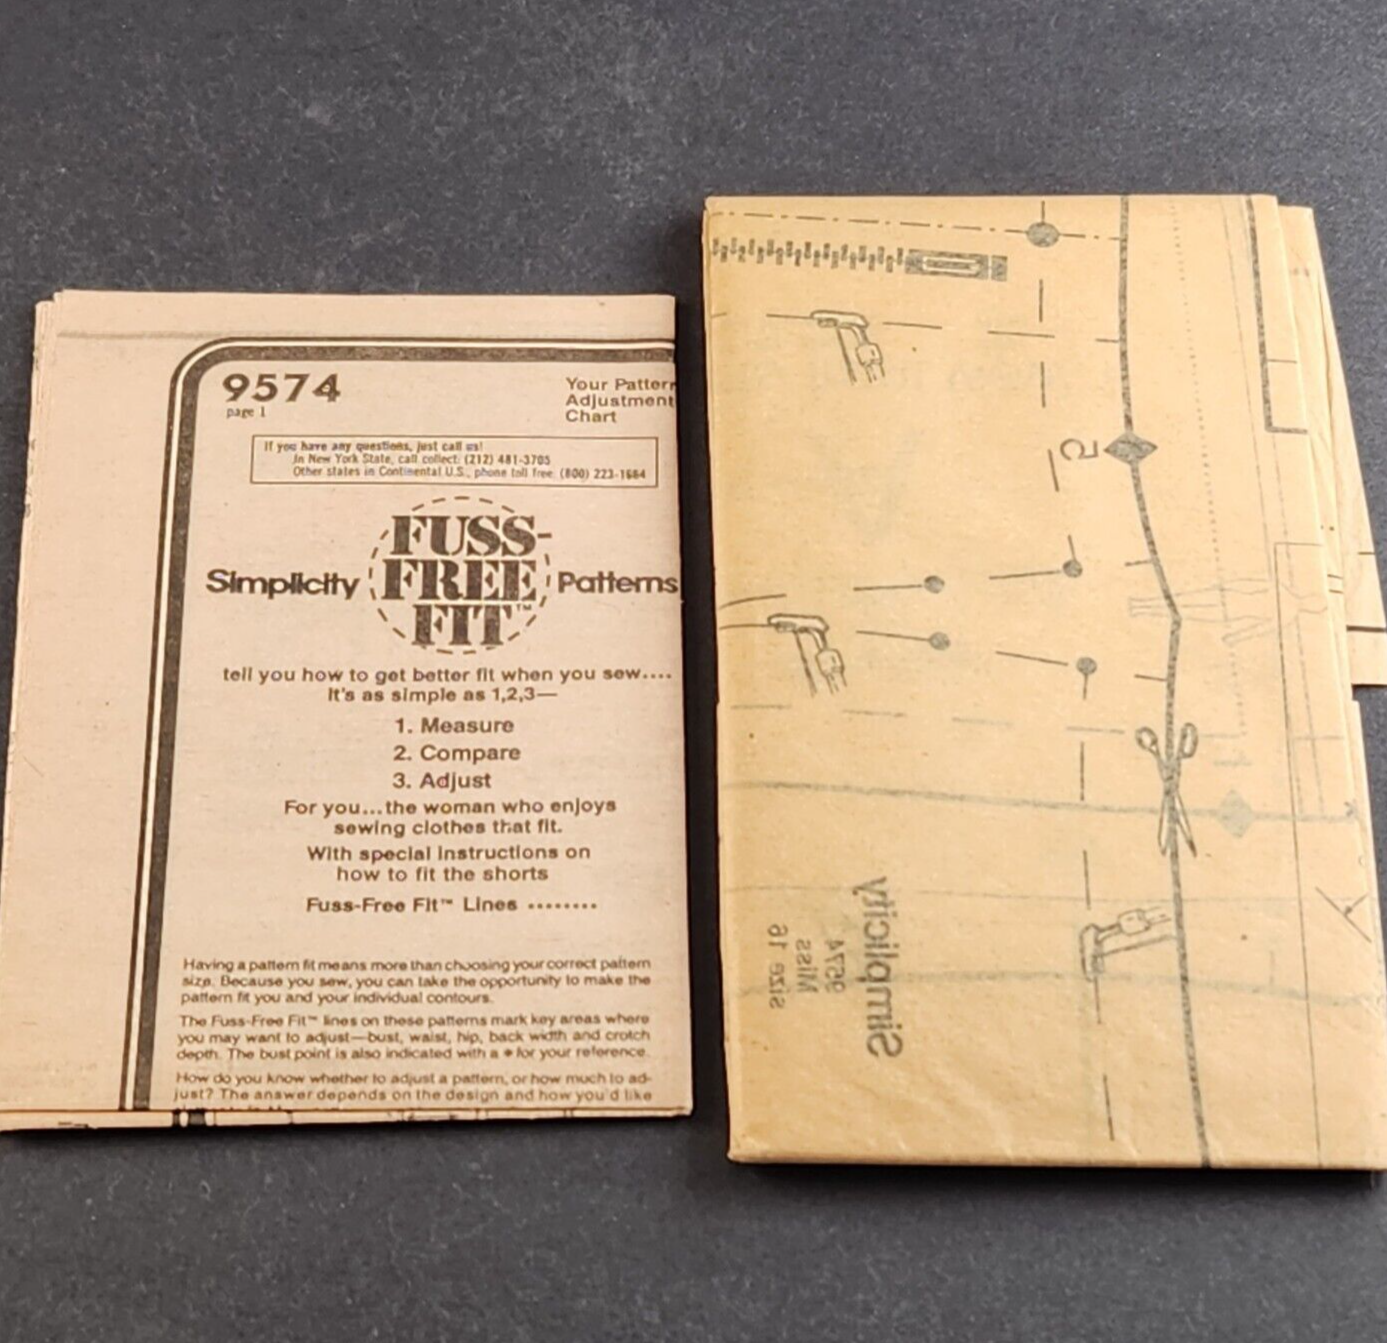 9574
page 1
Your Pattern
Adjustment
Chart
If you have any questions, just call us!
In New York State, call collect: (212) 481-3705
Other states in Continental U.S., phone toll free: (800) 223-1664
FUSS-
Simplicity FREE Patterns
FIT™
tell you how to get better fit when you sew....
It's as simple as 1,2,3—
1. Measure
2. Compare
3. Adjust
For you...the woman who enjoys
sewing clothes that fit.
With special instructions on
how to fit the shorts
Fuss-Free Fit™ Lines ........
Having a pattern fit means more than choosing your correct pattern
size. Because you sew, you can take the opportunity to make the
pattern fit you and your individual contours.
The Fuss-Free Fit™ lines on these patterns mark key areas where
you may want to adjust—bust, waist, hip, back width and crotch
depth. The bust point is also indicated with a ⌖ for your reference.
How do you know whether to adjust a pattern, or how much to ad-
just? The answer depends on the design and how you'd like
5
Simplicity
9574
Miss
Size 16